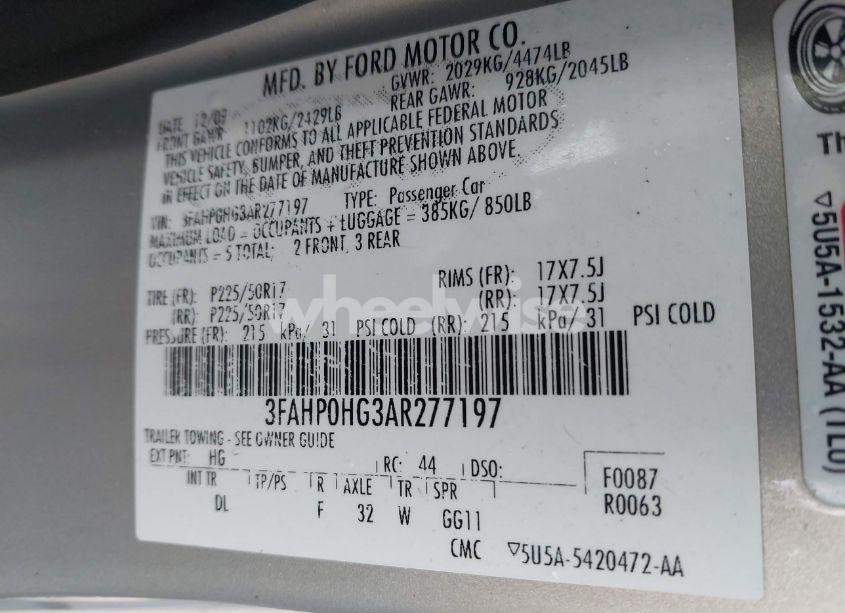 MFD. BY FORD MOTOR CO.
DATE 12/09 GVWR: 2029KG/4474LB
FRONT GAWR: 1102KG/2429LB REAR GAWR: 928KG/2045LB
THIS VEHICLE CONFORMS TO ALL APPLICABLE FEDERAL MOTOR
VEHICLE SAFETY, BUMPER, AND THEFT PREVENTION STANDARDS
IN EFFECT ON THE DATE OF MANUFACTURE SHOWN ABOVE.
VIN: 3FAHP0HG3AR277197 TYPE: Passenger Car
MAXIMUM LOAD = OCCUPANTS + LUGGAGE = 385KG/ 850LB
OCCUPANTS = 5 TOTAL; 2 FRONT, 3 REAR
TIRE (FR): P225/50R17 RIMS (FR): 17X7.5J
(RR): P225/50R17 (RR): 17X7.5J
PRESSURE (FR): 215 kPa/ 31 PSI COLD (RR): 215 kPa/ 31 PSI COLD
wheelwise
3FAHP0HG3AR277197
TRAILER TOWING - SEE OWNER GUIDE
EXT PNT: HG RC: 44 DSO: F0087
INT TR TP/PS R AXLE TR SPR R0063
DL F 32 W GG11
CMC ▽5U5A-5420472-AA
Th
▽5U5A-1532-AA (TL0)